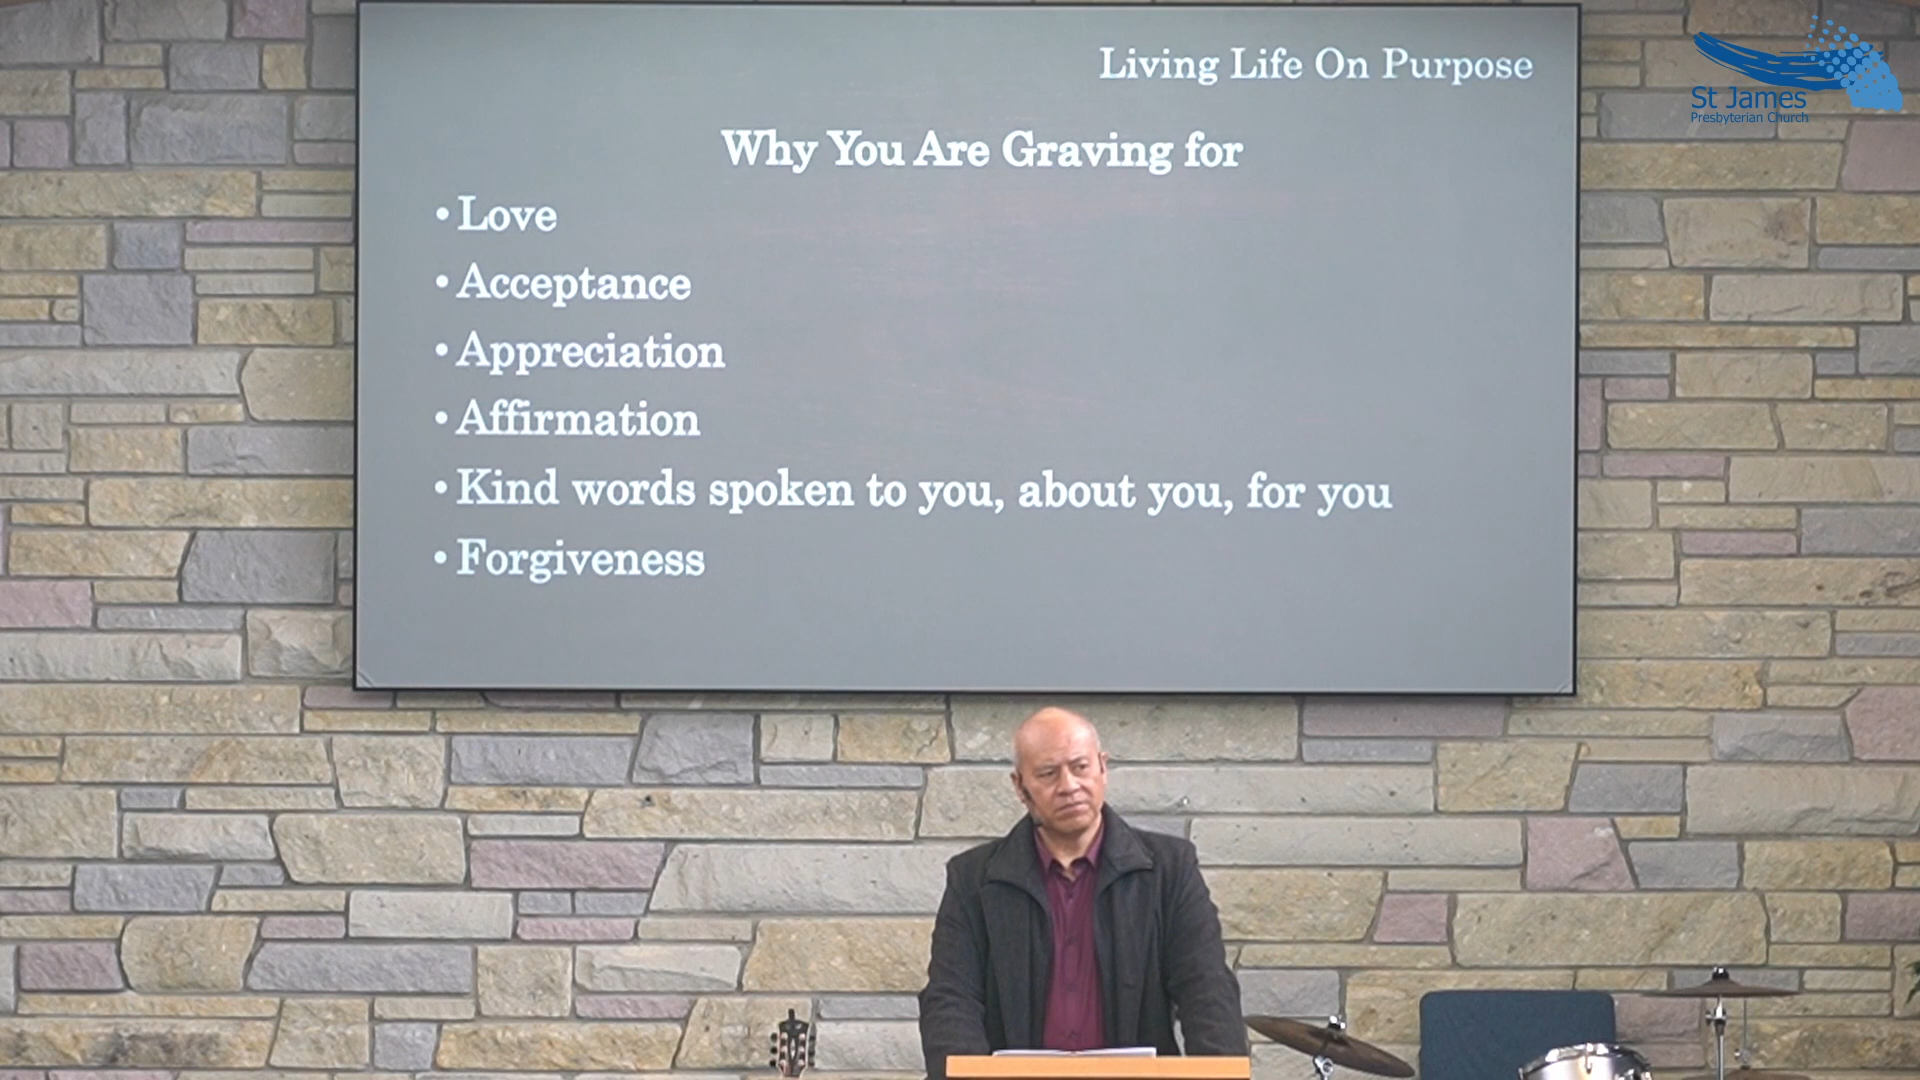 Living Life On Purpose
St James
Presbyterian Church
Why You Are Graving for
• Love
• Acceptance
• Appreciation
• Affirmation
• Kind words spoken to you, about you, for you
• Forgiveness